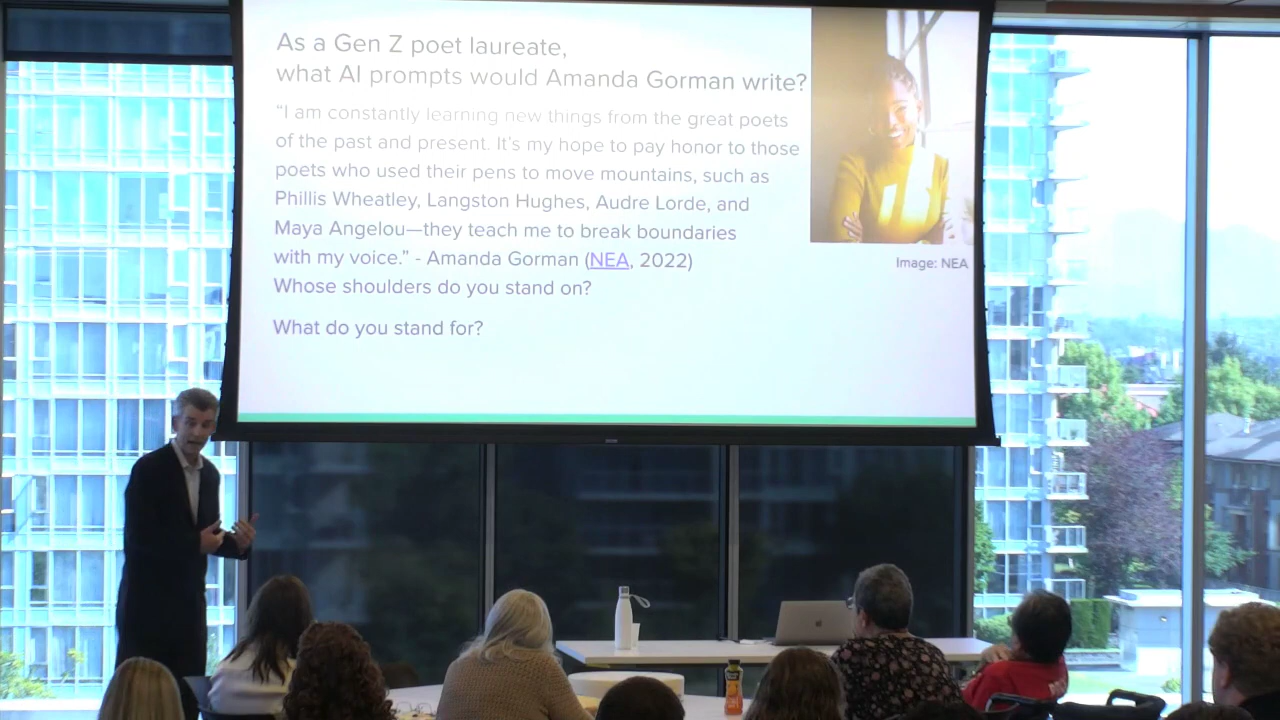 As a Gen Z poet laureate,
what AI prompts would Amanda Gorman write?
“I am constantly learning new things from the great poets
of the past and present. It’s my hope to pay honor to those
poets who used their pens to move mountains, such as
Phillis Wheatley, Langston Hughes, Audre Lorde, and
Maya Angelou—they teach me to break boundaries
with my voice.” - Amanda Gorman (NEA, 2022)
Whose shoulders do you stand on?
What do you stand for?
Image: NEA